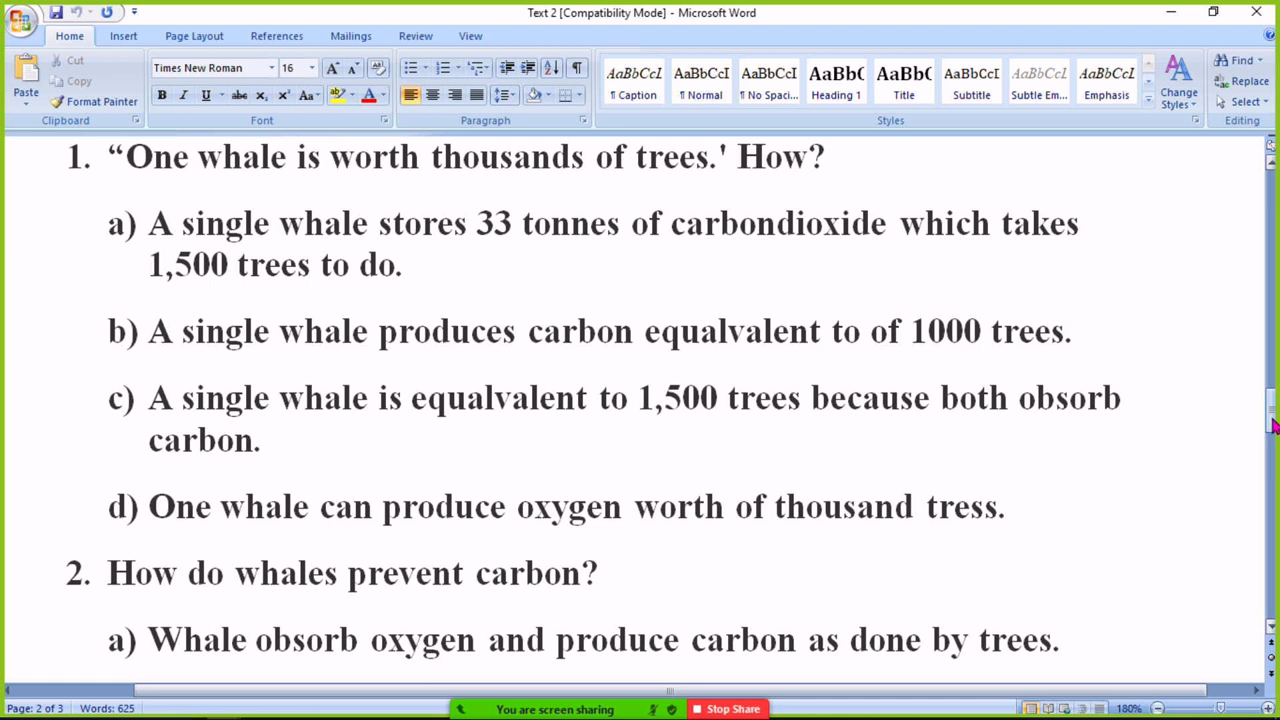 Text 2 [Compatibility Mode] - Microsoft Word
Home Insert Page Layout References Mailings Review View
Paste
Cut
Copy
Format Painter
Clipboard
Times New Roman 16
Font
Paragraph
AaBbCcI AaBbCcI AaBbCcI AaBbC AaBbC AaBbCcI AaBbCcI AaBbCcI
¶ Caption ¶ Normal ¶ No Spaci... Heading 1 Title Subtitle Subtle Em... Emphasis
Change Styles
Styles
Find
Replace
Select
Editing
1. “One whale is worth thousands of trees.' How?
a) A single whale stores 33 tonnes of carbondioxide which takes
1,500 trees to do.
b) A single whale produces carbon equalvalent to of 1000 trees.
c) A single whale is equalvalent to 1,500 trees because both obsorb
carbon.
d) One whale can produce oxygen worth of thousand tress.
2. How do whales prevent carbon?
a) Whale obsorb oxygen and produce carbon as done by trees.
Page: 2 of 3 Words: 625 You are screen sharing Stop Share 180%